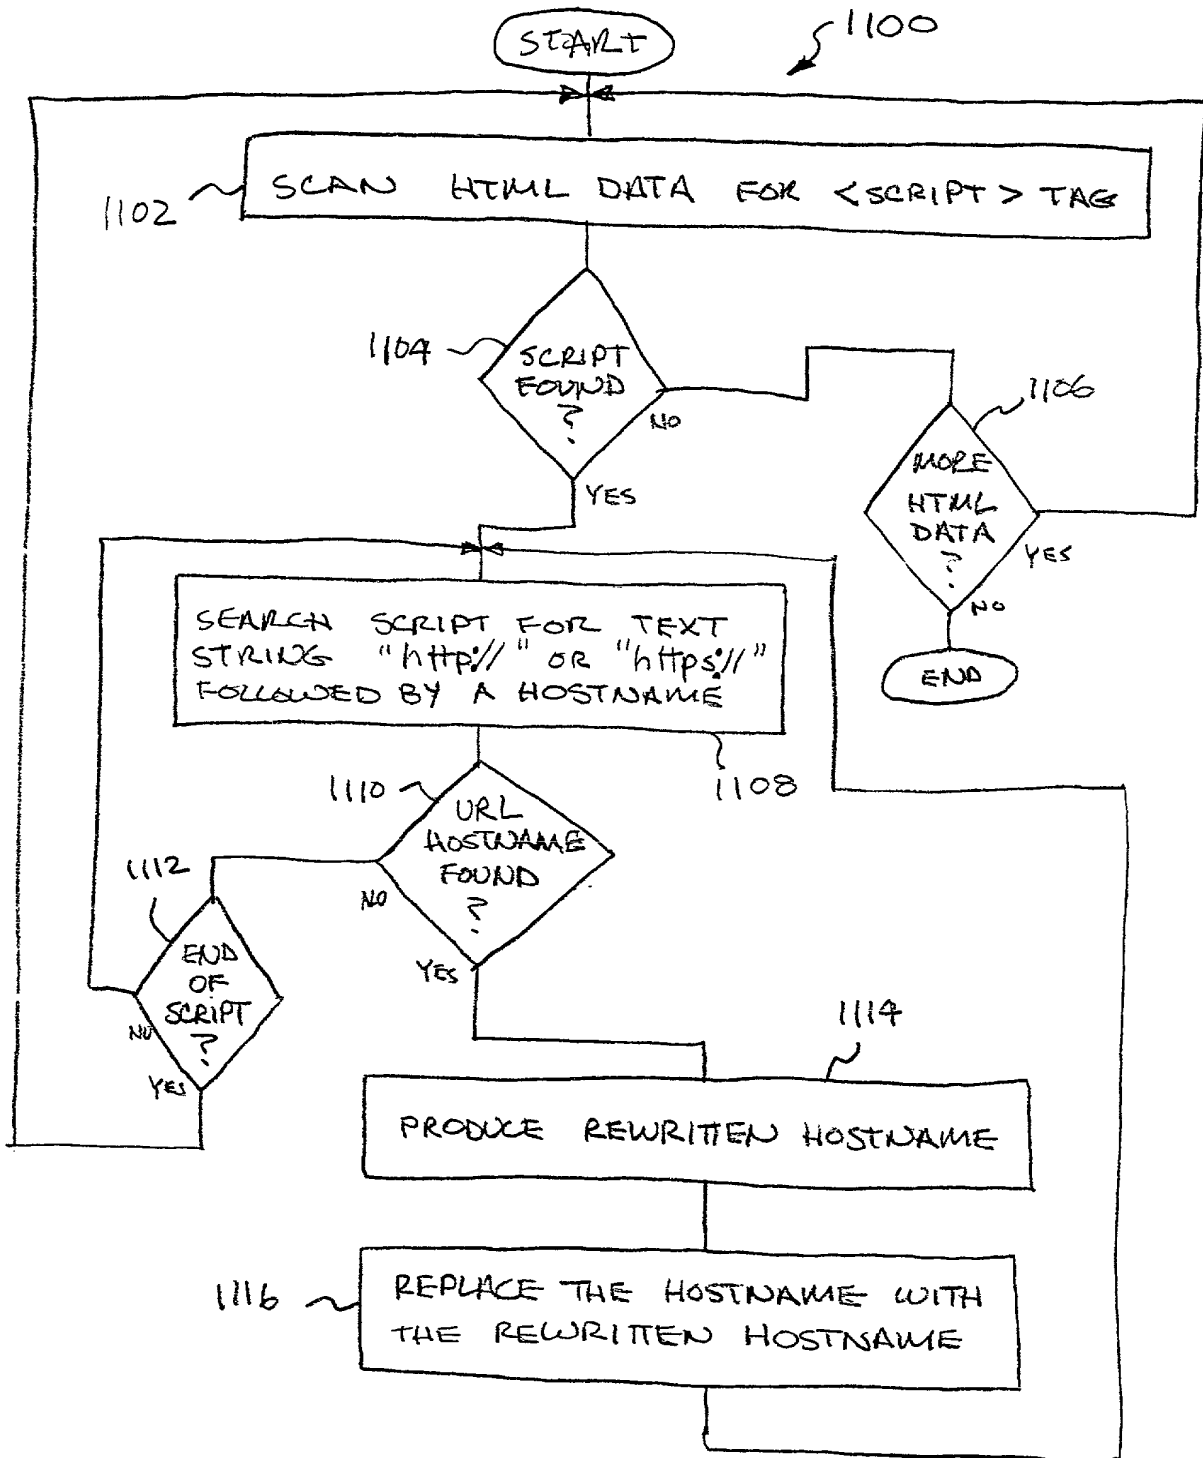 START
1100
1102
SCAN HTML DATA FOR <SCRIPT> TAG
1104
SCRIPT
FOUND
?
NO
YES
1106
MORE
HTML
DATA
?
YES
NO
END
SEARCH SCRIPT FOR TEXT
STRING "http://" OR "https://"
FOLLOWED BY A HOSTNAME
1108
1110
URL
HOSTNAME
FOUND
?
NO
YES
1112
END
OF
SCRIPT
?
NO
YES
1114
PRODUCE REWRITTEN HOSTNAME
1116
REPLACE THE HOSTNAME WITH
THE REWRITTEN HOSTNAME